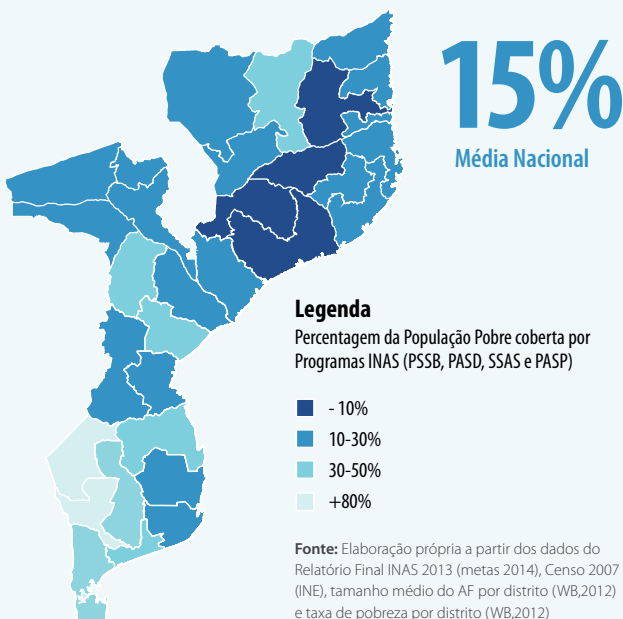 15%
Média Nacional
Legenda
Percentagem da População Pobre coberta por
Programas INAS (PSSB, PASD, SSAS e PASP)
- 10%
10-30%
30-50%
+80%
Fonte: Elaboração própria a partir dos dados do
Relatório Final INAS 2013 (metas 2014), Censo 2007
(INE), tamanho médio do AF por distrito (WB,2012)
e taxa de pobreza por distrito (WB,2012)